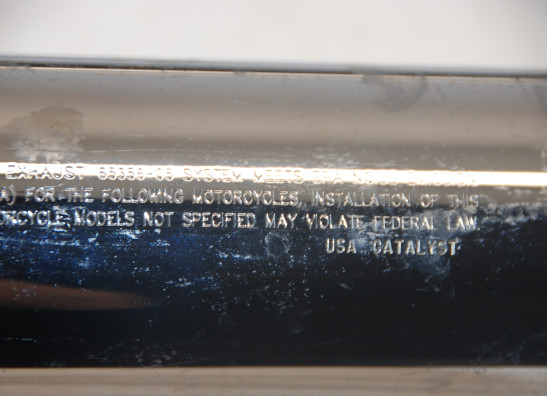 EXHAUST SYSTEM MEETS EPA
A) FOR THE FOLLOWING MOTORCYCLES, INSTALLATION OF THIS
ORCYCLE MODELS NOT SPECIFIED MAY VIOLATE FEDERAL LAW
USA CATALYST